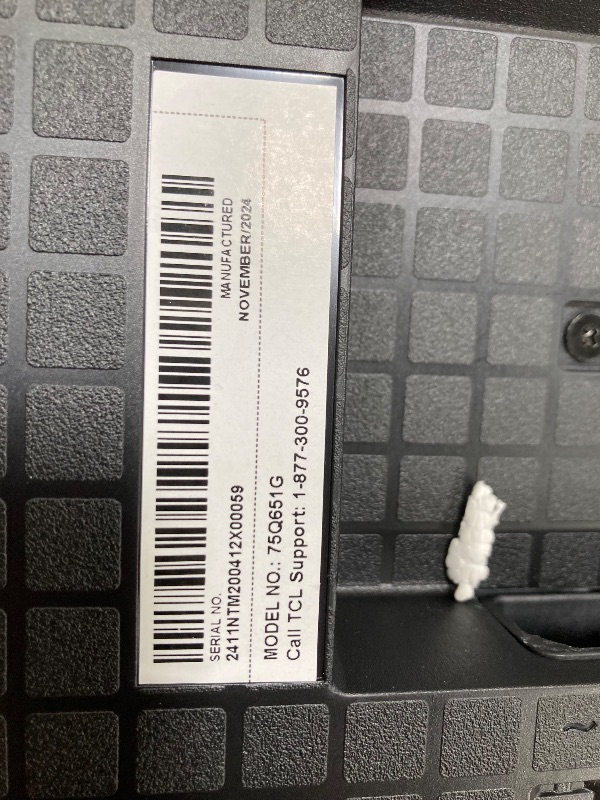 MANUFACTURED
NOVEMBER/2024
SERIAL NO.
2411NTM200412X00059
MODEL NO.: 75Q651G
Call TCL Support: 1-877-300-9576